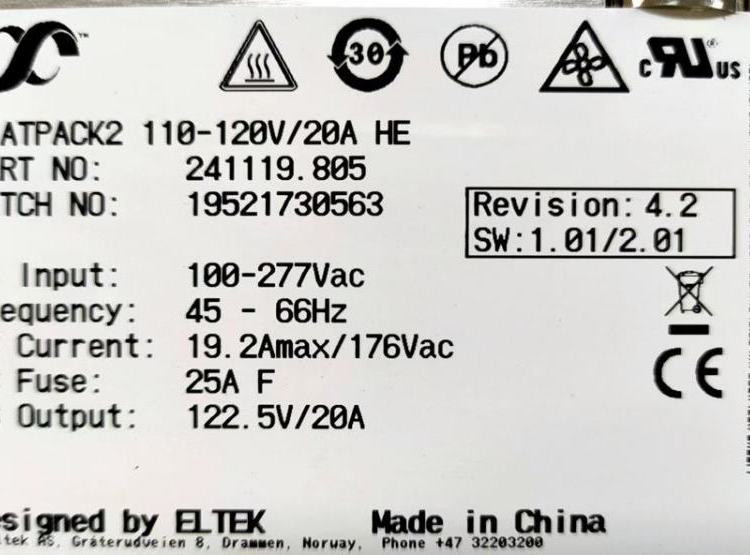 30
Pb
c RU ® US
ATPACK2 110-120V/20A HE
RT NO: 241119.805
TCH NO: 19521730563
Revision: 4.2
SW:1.01/2.01
Input: 100-277Vac
equency: 45 - 66Hz
Current: 19.2Amax/176Vac
Fuse: 25A F
Output: 122.5V/20A
CE
signed by ELTEK Made in China
ltek AS, Gråterudveien 8, Drammen, Norway, Phone +47 32203200